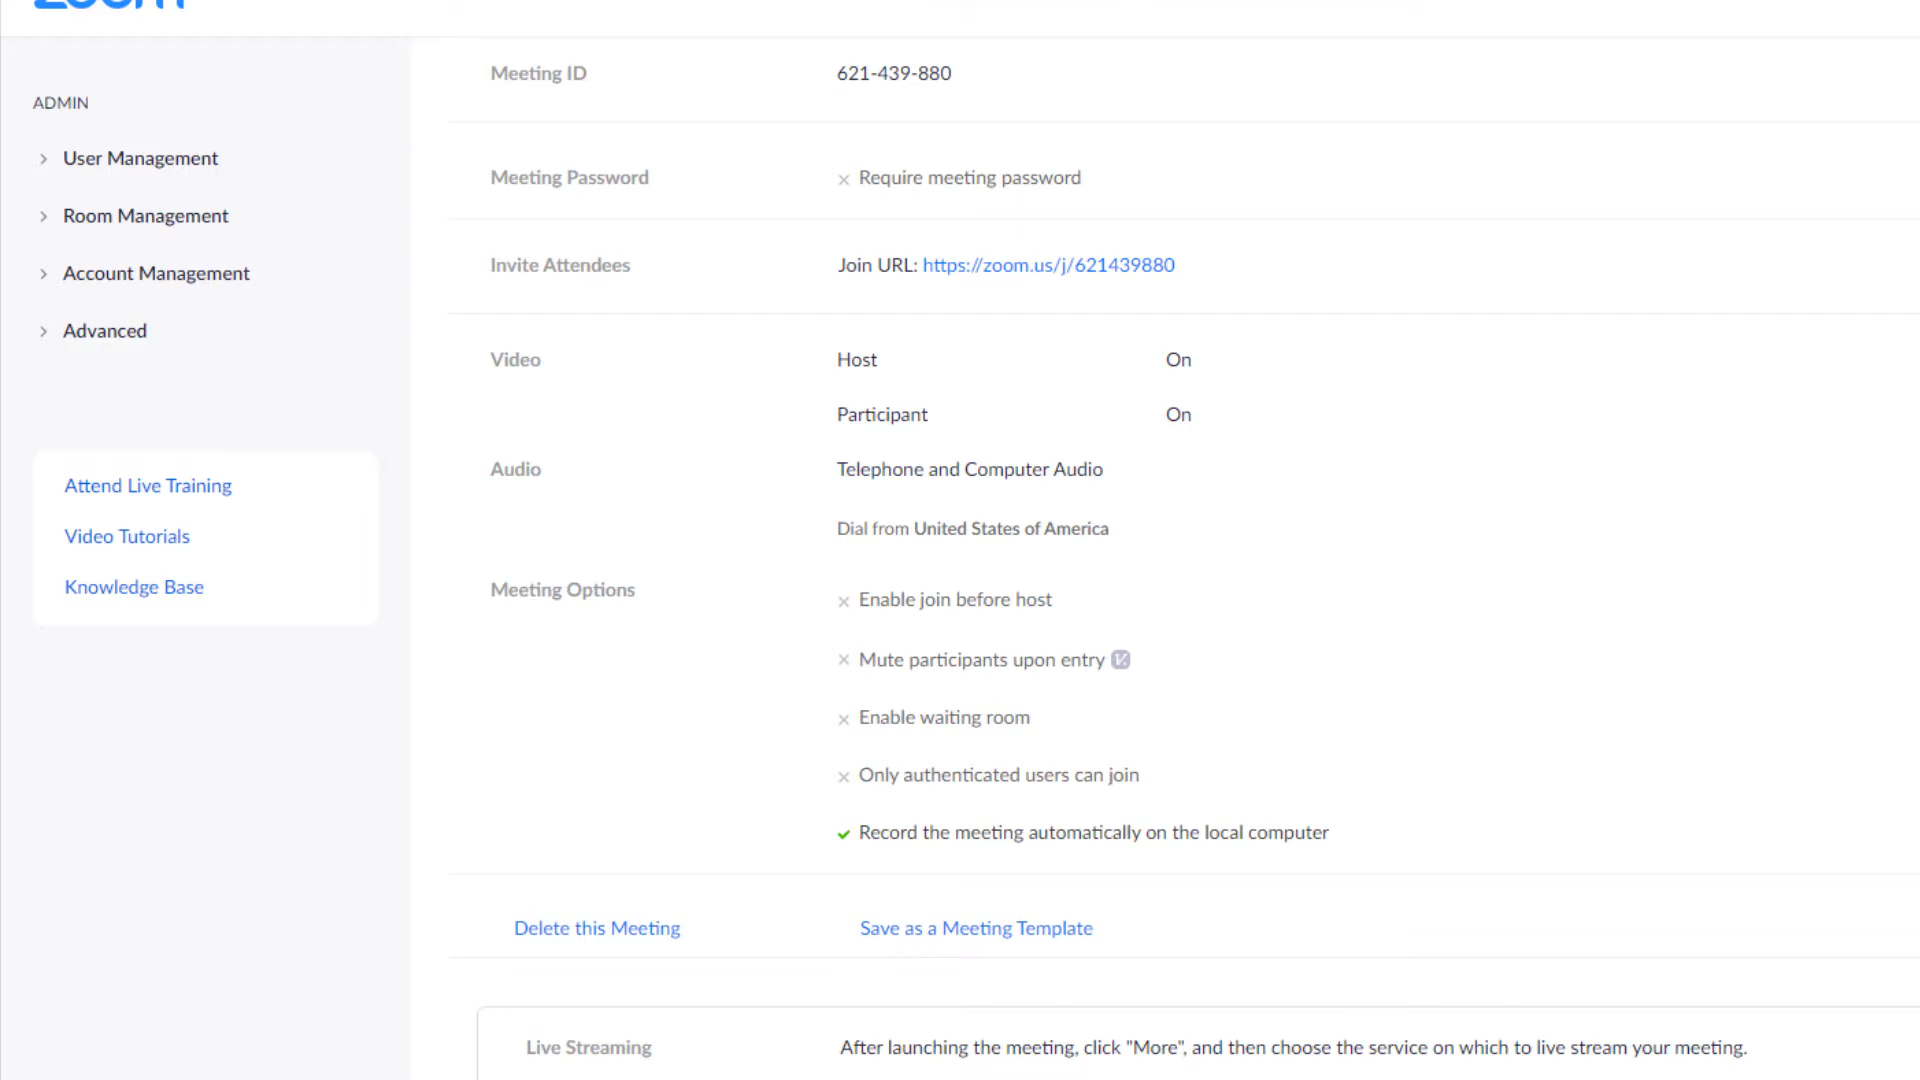 zoom
ADMIN
User Management
Room Management
Account Management
Advanced
Attend Live Training
Video Tutorials
Knowledge Base
Meeting ID 621-439-880
Meeting Password × Require meeting password
Invite Attendees Join URL: https://zoom.us/j/621439880
Video Host On
Participant On
Audio Telephone and Computer Audio
Dial from United States of America
Meeting Options × Enable join before host
× Mute participants upon entry
× Enable waiting room
× Only authenticated users can join
✓ Record the meeting automatically on the local computer
Delete this Meeting Save as a Meeting Template
Live Streaming After launching the meeting, click "More", and then choose the service on which to live stream your meeting.